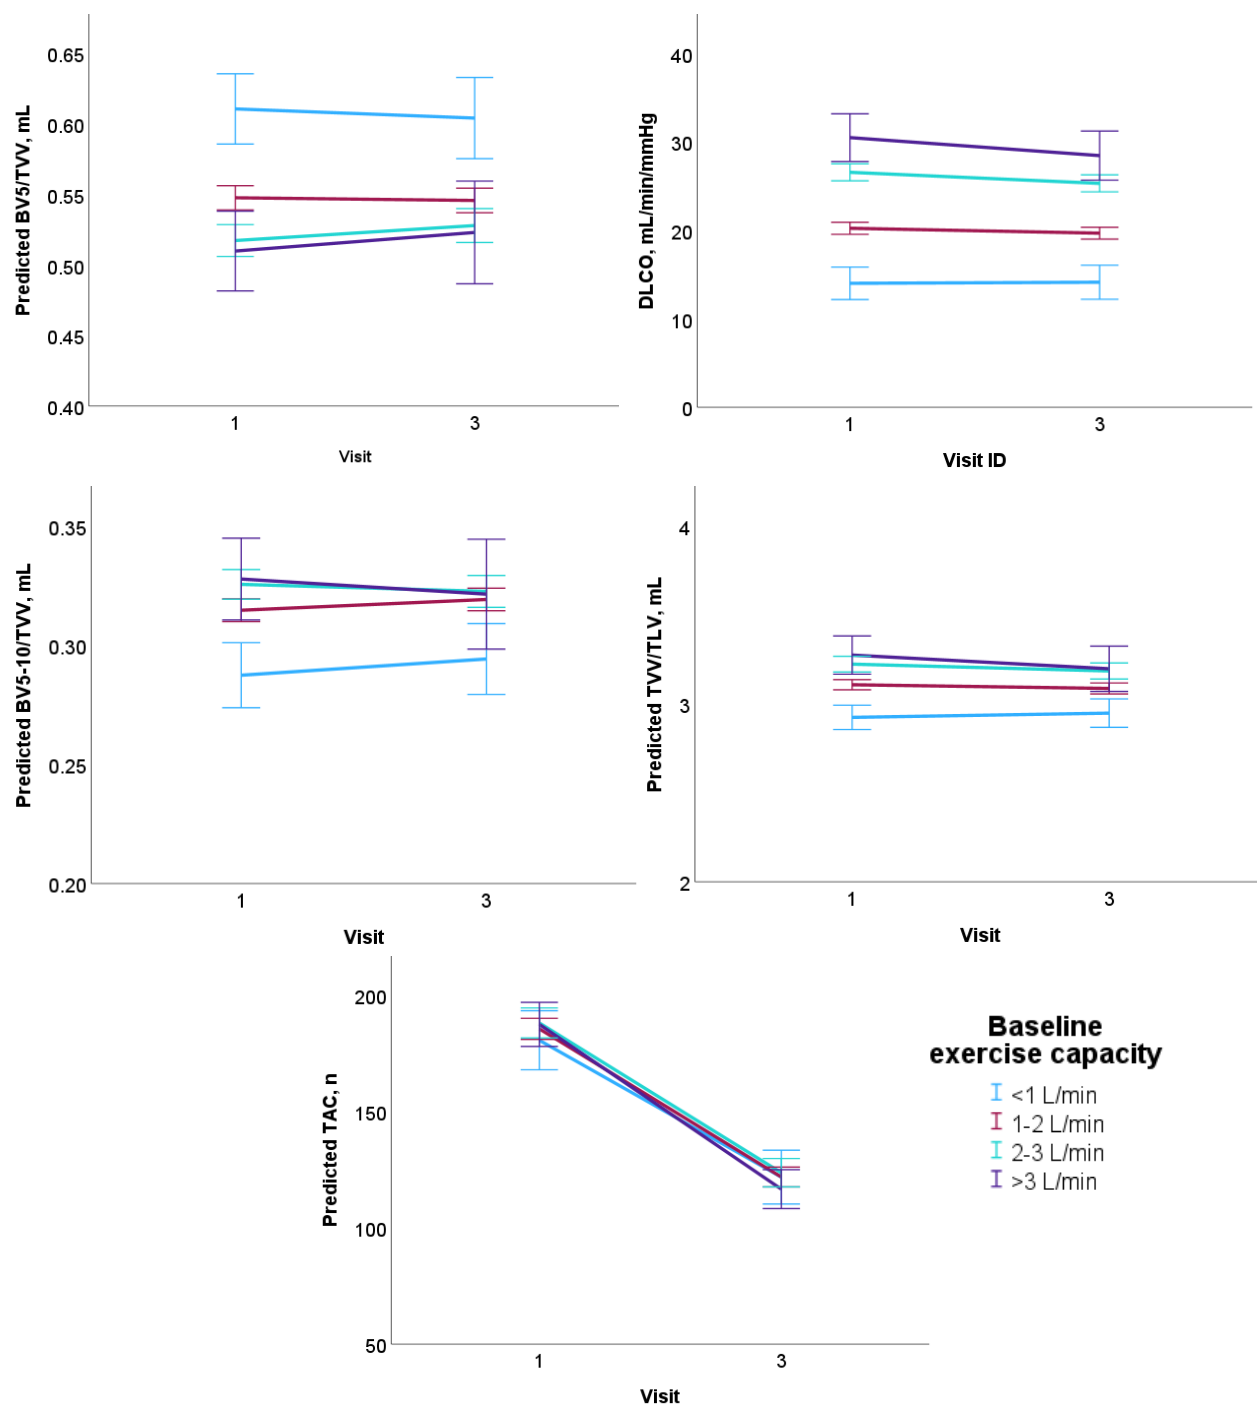 Predicted BV5/TVV, mL
0.65
0.60
0.55
0.50
0.45
0.40
1
3
Visit
DLCO, mL/min/mmHg
40
30
20
10
0
1
3
Visit ID
Predicted BV5-10/TVV, mL
0.35
0.30
0.25
0.20
1
3
Visit
Predicted TVV/TLV, mL
4
3
2
1
3
Visit
Predicted TAC, n
200
150
100
50
1
3
Visit
Baseline
exercise capacity
<1 L/min
1-2 L/min
2-3 L/min
>3 L/min